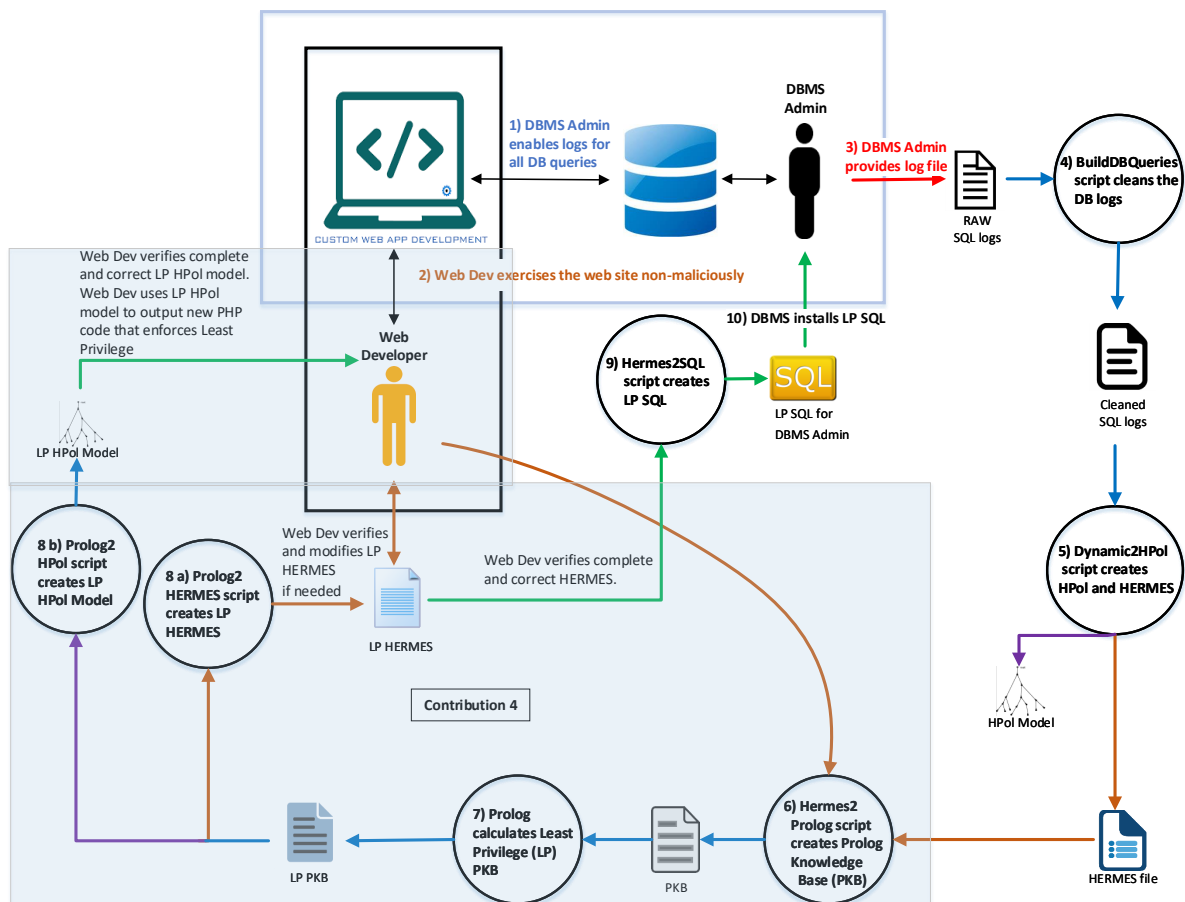 DBMS
Admin
1) DBMS Admin
enables logs for
all DB queries
3) DBMS Admin
provides log file
4) BuildDBQueries
script cleans the
DB logs
RAW
SQL logs
CUSTOM WEB APP DEVELOPMENT
Web Dev verifies complete
and correct LP HPol model.
Web Dev uses LP HPol
model to output new PHP
code that enforces Least
Privilege
2) Web Dev exercises the web site non-maliciously
10) DBMS installs LP SQL
Web
Developer
9) Hermes2SQL
script creates
LP SQL
SQL
LP SQL for
DBMS Admin
Cleaned
SQL logs
LP HPol Model
8 b) Prolog2
HPol script
creates LP
HPol Model
8 a) Prolog2
HERMES script
creates LP
HERMES
Web Dev verifies
and modifies LP
HERMES
if needed
Web Dev verifies complete
and correct HERMES.
LP HERMES
5) Dynamic2HPol
script creates
HPol and HERMES
HPol Model
Contribution 4
6) Hermes2
Prolog script
creates Prolog
Knowledge
Base (PKB)
7) Prolog
calculates Least
Privilege (LP)
PKB
LP PKB
PKB
HERMES file